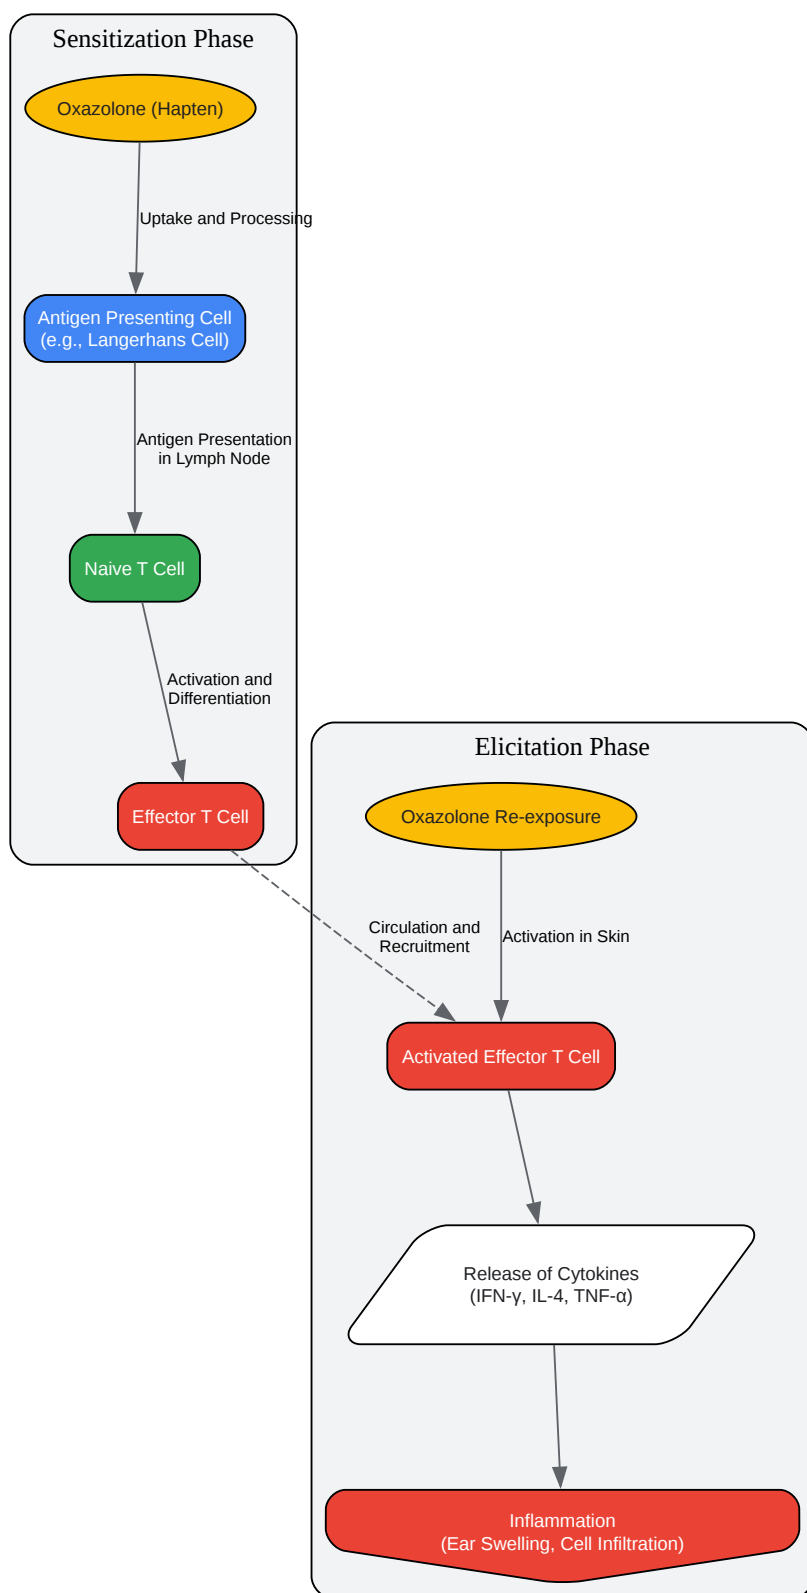 Sensitization Phase
Oxazolone (Hapten)
Uptake and Processing
Antigen Presenting Cell
(e.g., Langerhans Cell)
Antigen Presentation
in Lymph Node
Naive T Cell
Activation and
Differentiation
Effector T Cell
Elicitation Phase
Oxazolone Re-exposure
Circulation and
Recruitment
Activation in Skin
Activated Effector T Cell
Release of Cytokines
(IFN-γ, IL-4, TNF-α)
Inflammation
(Ear Swelling, Cell Infiltration)